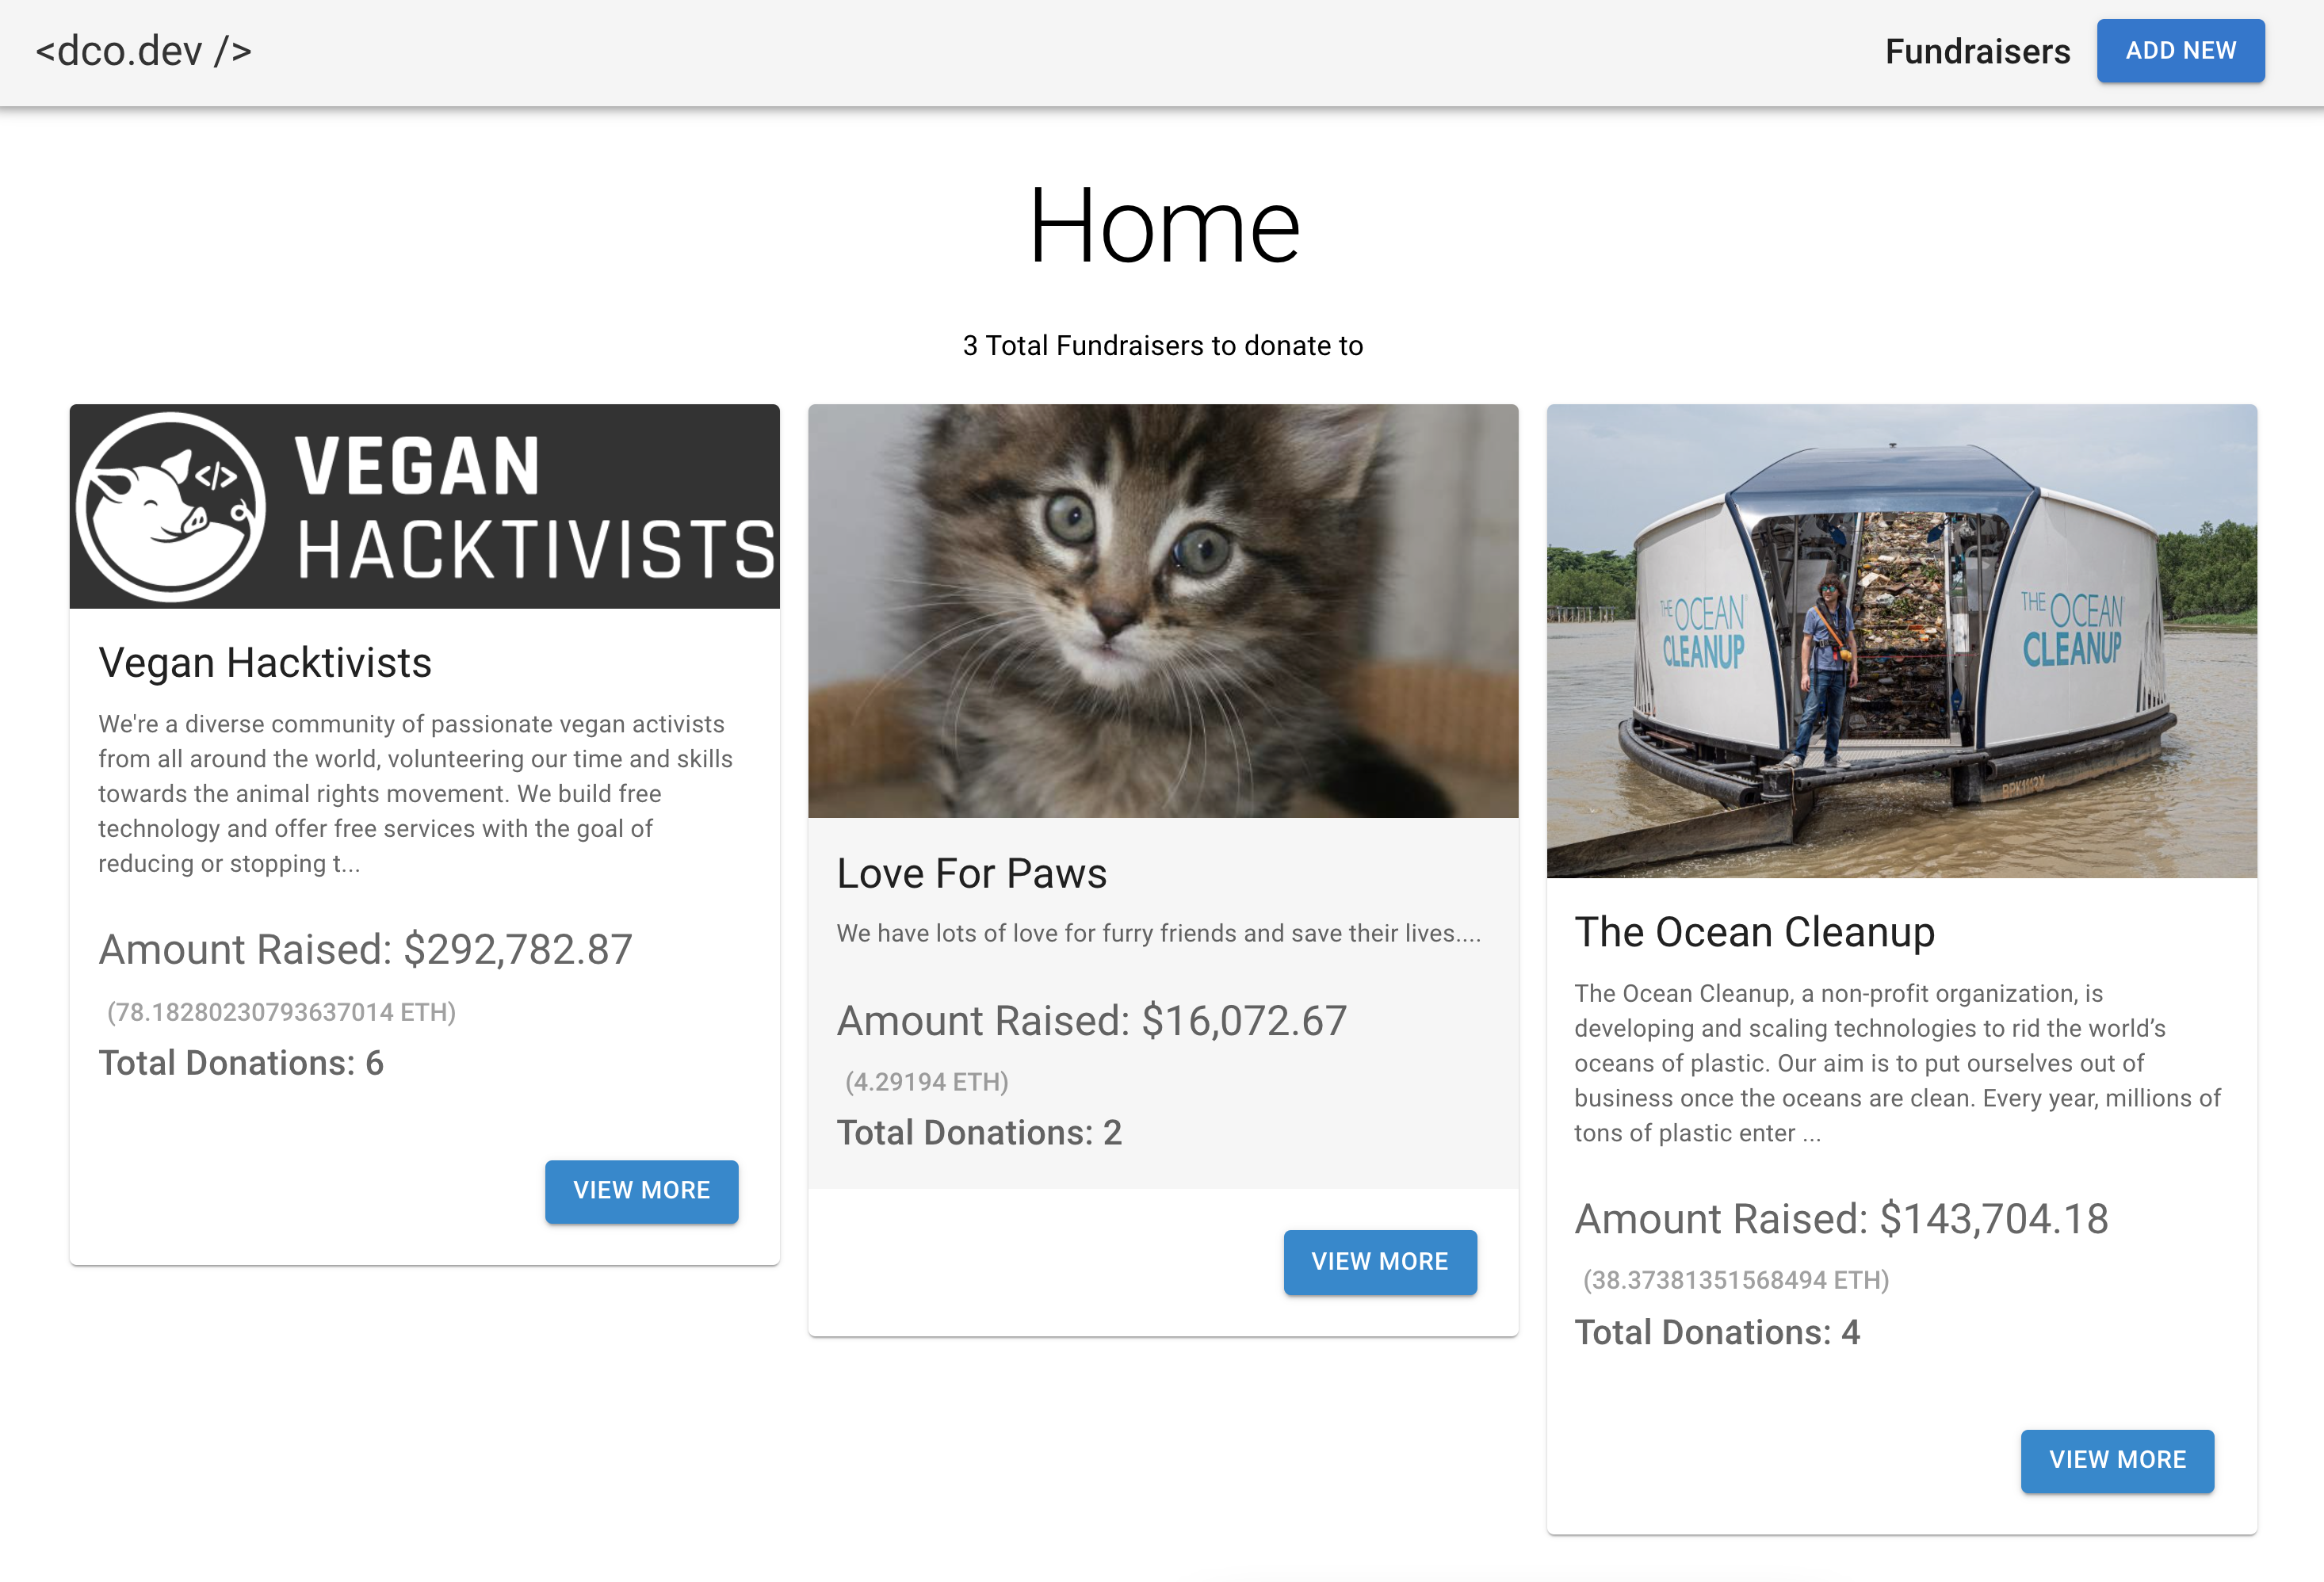 <dco.dev />
Fundraisers
ADD NEW
Home
3 Total Fundraisers to donate to
</>
VEGAN
HACKTIVISTS
Vegan Hacktivists
We're a diverse community of passionate vegan activists
from all around the world, volunteering our time and skills
towards the animal rights movement. We build free
technology and offer free services with the goal of
reducing or stopping t...
Amount Raised: $292,782.87
(78.18280230793637014 ETH)
Total Donations: 6
VIEW MORE
Love For Paws
We have lots of love for furry friends and save their lives....
Amount Raised: $16,072.67
(4.29194 ETH)
Total Donations: 2
VIEW MORE
THE OCEAN
CLEANUP
THE OCEAN
CLEANUP
The Ocean Cleanup
The Ocean Cleanup, a non-profit organization, is
developing and scaling technologies to rid the world’s
oceans of plastic. Our aim is to put ourselves out of
business once the oceans are clean. Every year, millions of
tons of plastic enter ...
Amount Raised: $143,704.18
(38.37381351568494 ETH)
Total Donations: 4
VIEW MORE